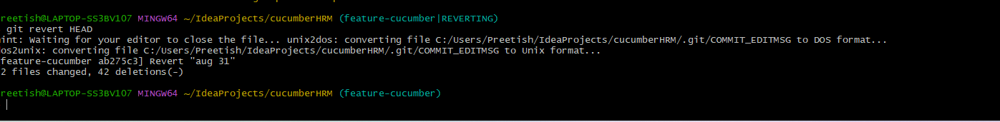 reetish@LAPTOP-SS3BV107 MINGW64 ~/IdeaProjects/cucumberHRM (feature-cucumber|REVERTING)
git revert HEAD
int: Waiting for your editor to close the file... unix2dos: converting file C:/Users/Preetish/IdeaProjects/cucumberHRM/.git/COMMIT_EDITMSG to DOS format...
os2unix: converting file C:/Users/Preetish/IdeaProjects/cucumberHRM/.git/COMMIT_EDITMSG to Unix format...
feature-cucumber ab275c3] Revert "aug 31"
2 files changed, 42 deletions(-)
reetish@LAPTOP-SS3BV107 MINGW64 ~/IdeaProjects/cucumberHRM (feature-cucumber)